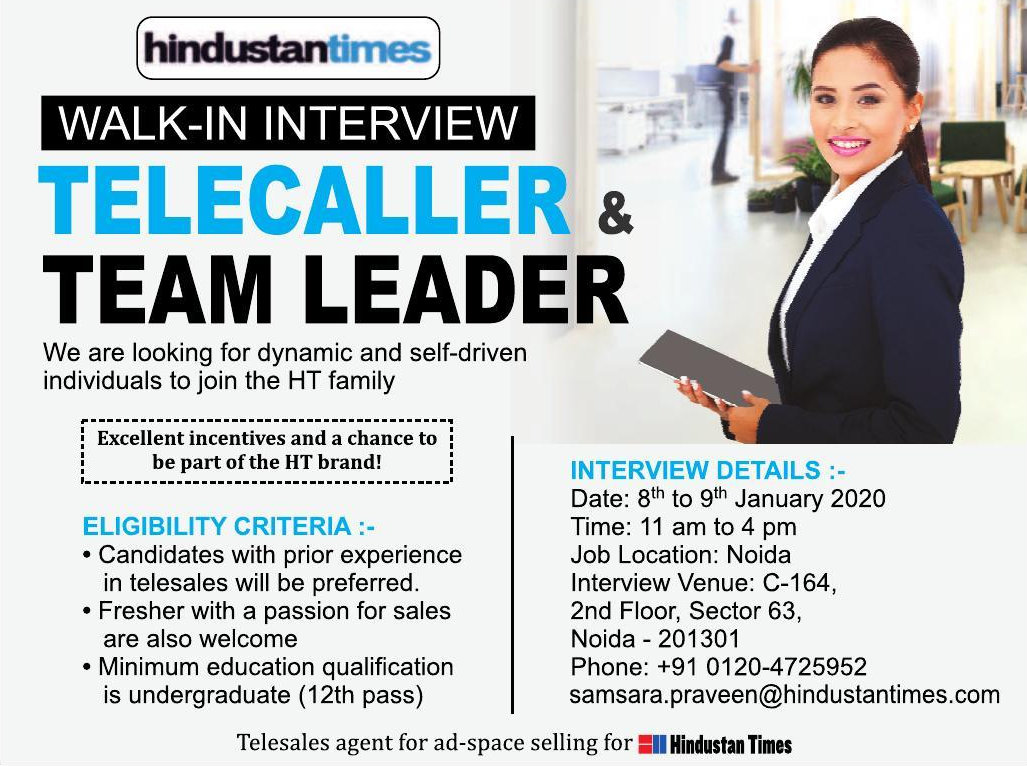 hindustantimes
WALK-IN INTERVIEW
TELECALLER &
TEAM LEADER
We are looking for dynamic and self-driven
individuals to join the HT family
Excellent incentives and a chance to
be part of the HT brand!
ELIGIBILITY CRITERIA :-
• Candidates with prior experience
in telesales will be preferred.
• Fresher with a passion for sales
are also welcome
• Minimum education qualification
is undergraduate (12th pass)
INTERVIEW DETAILS :-
Date: 8th to 9th January 2020
Time: 11 am to 4 pm
Job Location: Noida
Interview Venue: C-164,
2nd Floor, Sector 63,
Noida - 201301
Phone: +91 0120-4725952
samsara.praveen@hindustantimes.com
Telesales agent for ad-space selling for Hindustan Times